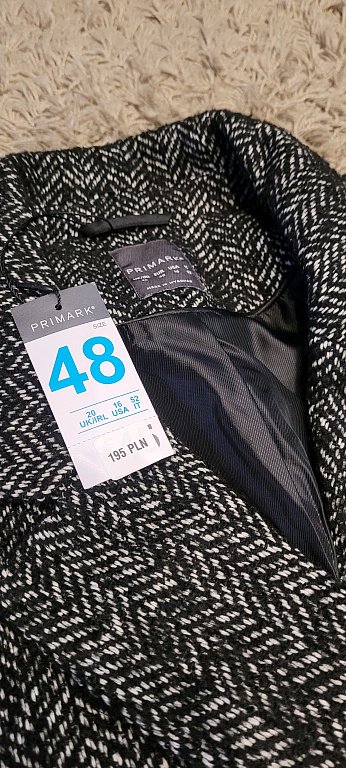 PRIMARK
PRIMARK®
SIZE
48
20 16 52
UK/IRL USA IT
195 PLN